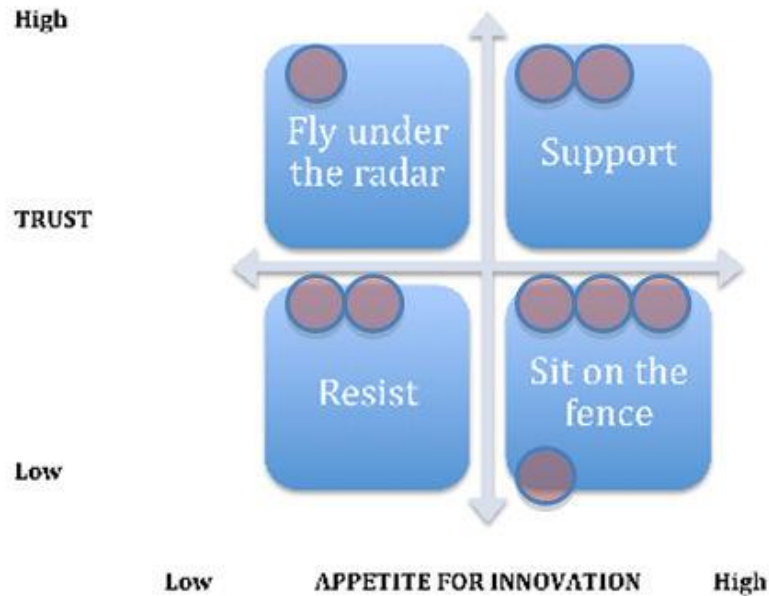 High
Fly under
the radar
Support
TRUST
Resist
Sit on the
fence
Low
Low
APPETITE FOR INNOVATION
High